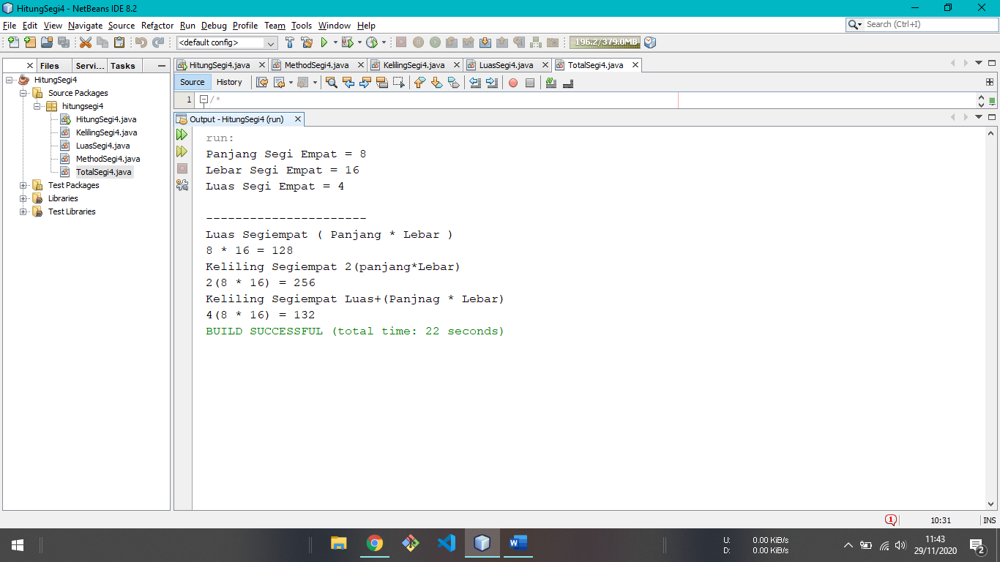 HitungSegi4 - NetBeans IDE 8.2
File Edit View Navigate Source Refactor Run Debug Profile Team Tools Window Help
Search (Ctrl+I)
<default config>
196.2/379.0MB
Files Servi... Tasks
HitungSegi4.java MethodSegi4.java KelilingSegi4.java LuasSegi4.java TotalSegi4.java
Source History
HitungSegi4
Source Packages
hitungsegi4
HitungSegi4.java
KelilingSegi4.java
LuasSegi4.java
MethodSegi4.java
TotalSegi4.java
Test Packages
Libraries
Test Libraries
1 /*
Output - HitungSegi4 (run)
run:
Panjang Segi Empat = 8
Lebar Segi Empat = 16
Luas Segi Empat = 4
----------------------
Luas Segiempat ( Panjang * Lebar )
8 * 16 = 128
Keliling Segiempat 2(panjang*Lebar)
2(8 * 16) = 256
Keliling Segiempat Luas+(Panjnag * Lebar)
4(8 * 16) = 132
BUILD SUCCESSFUL (total time: 22 seconds)
1
10:31
INS
U: 0.00 KiB/s
D: 0.00 KiB/s
11:43
29/11/2020
2